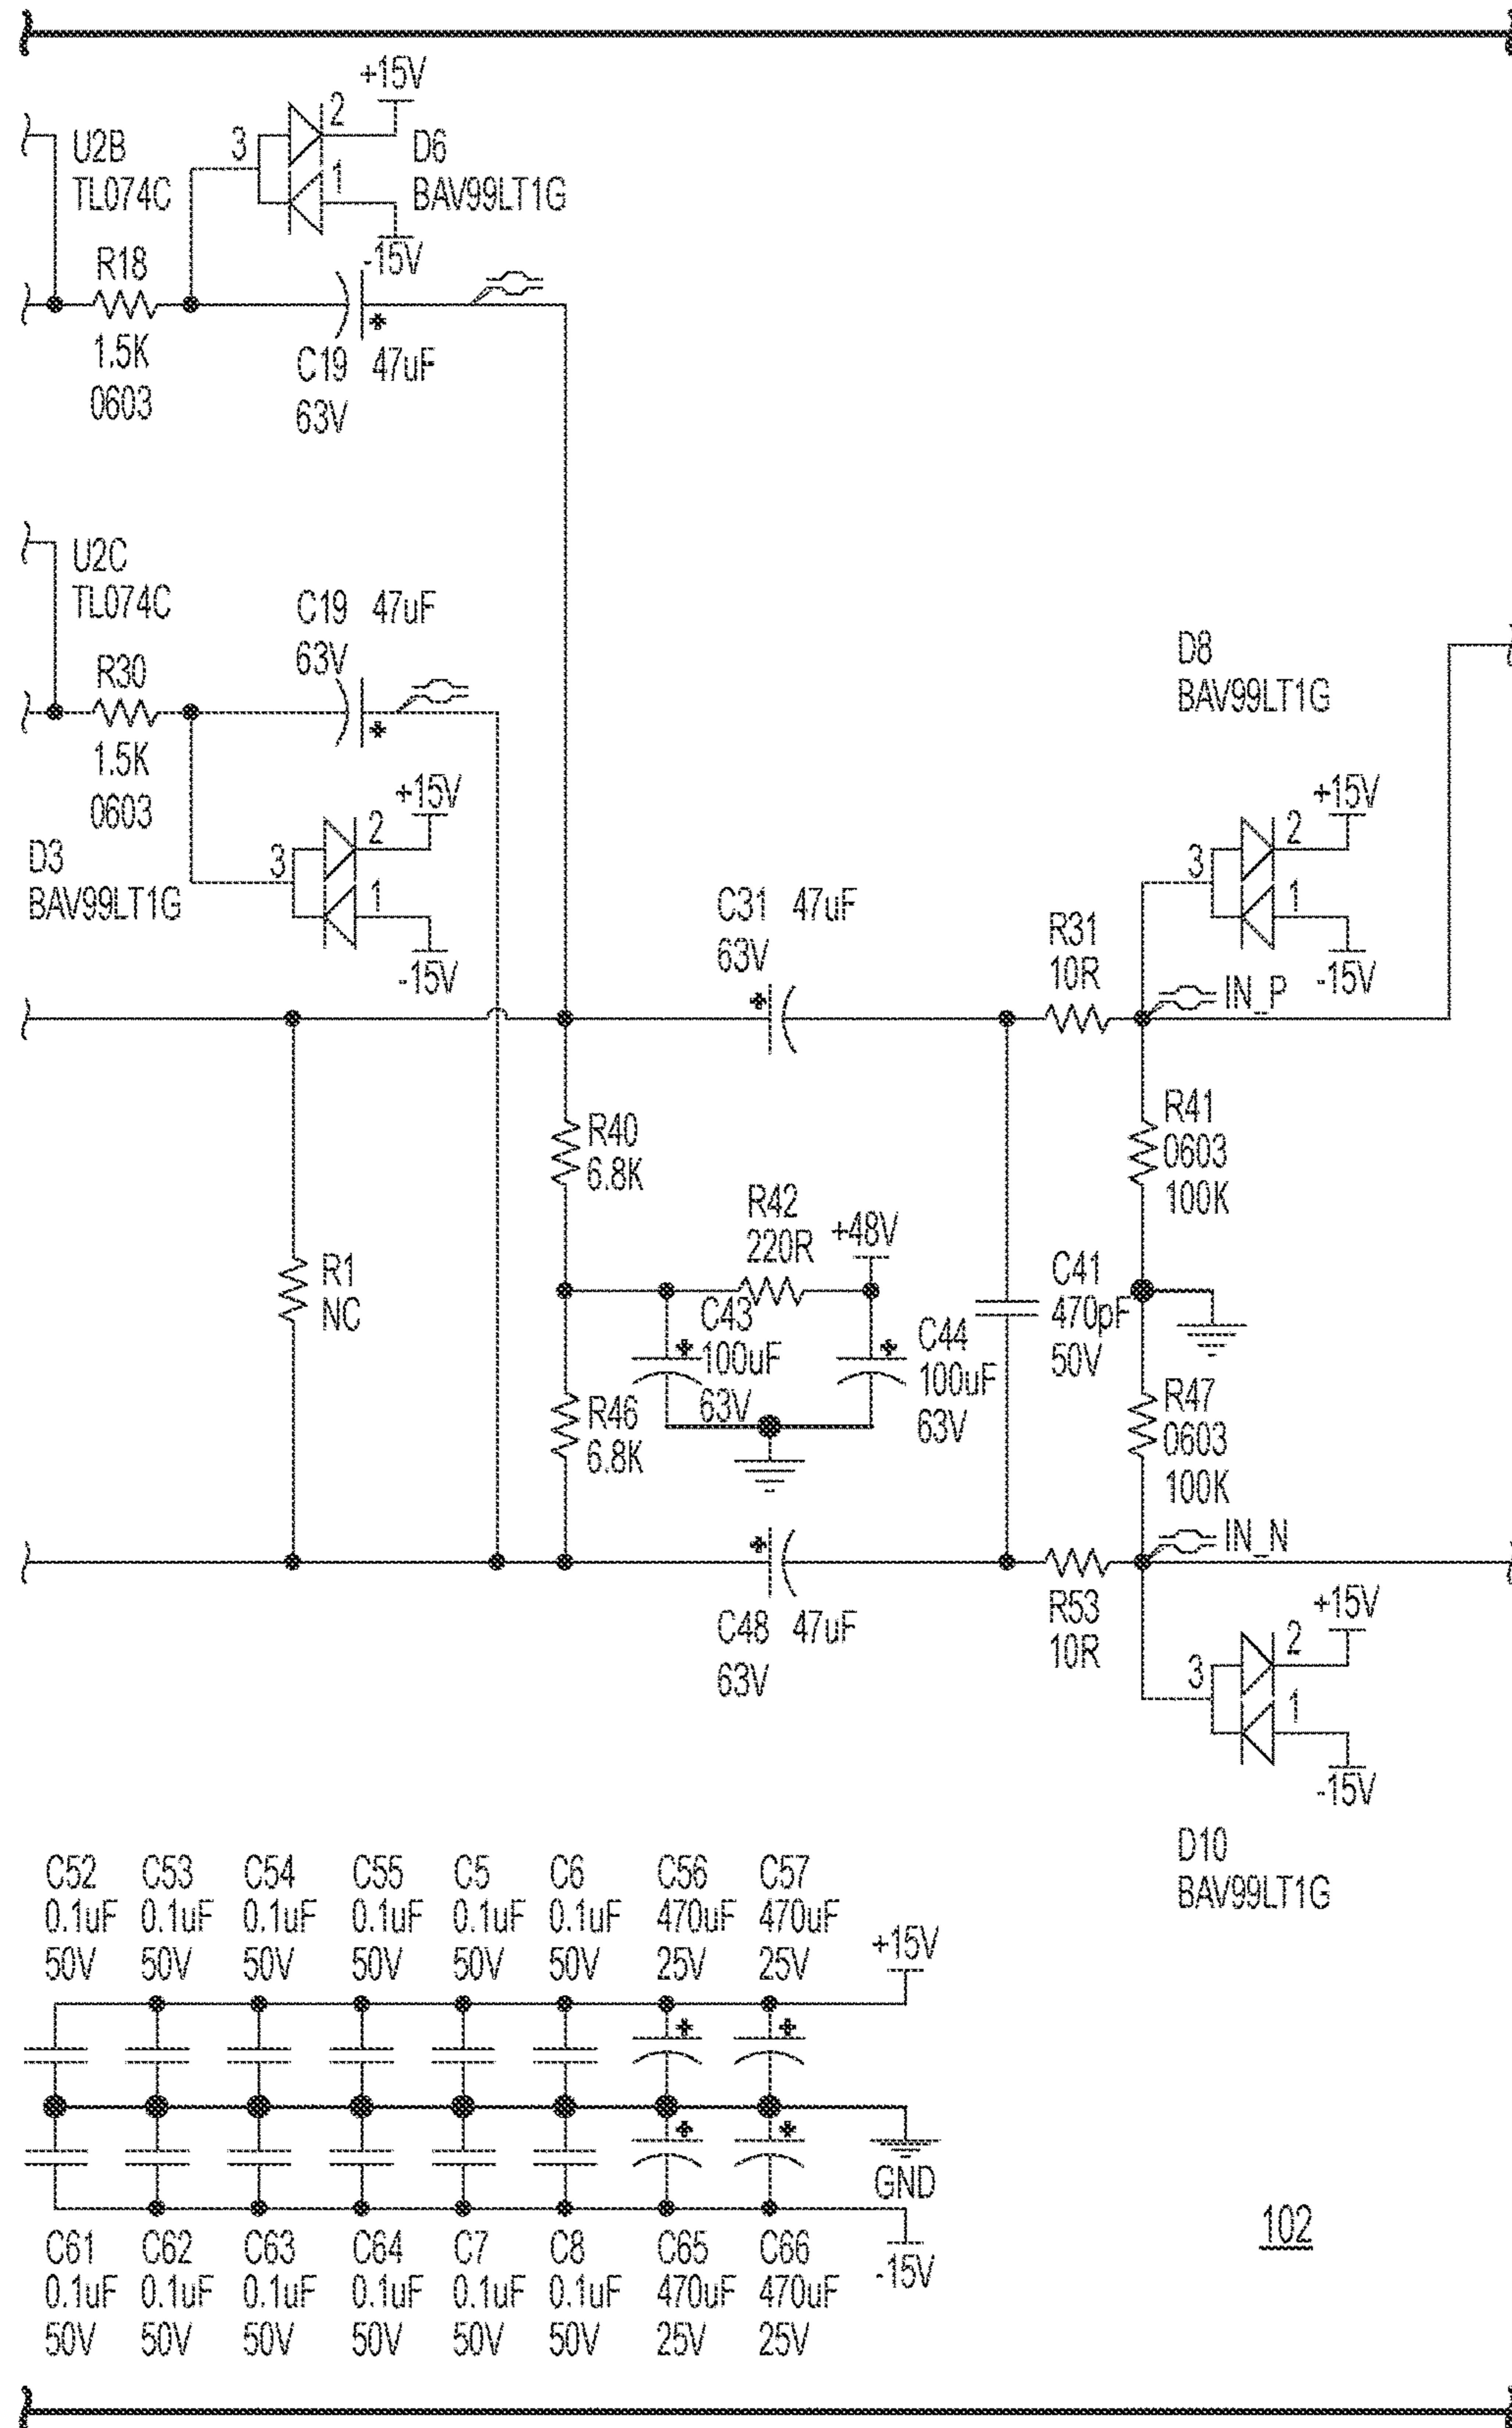 +15V
2
3
1
D6
BAV99LT1G
-15V
U2B
TL074C
R18
1.5K
0603
C19 47uF
63V
U2C
TL074C
R30
1.5K
0603
C19 47uF
63V
D3
BAV99LT1G
+15V
2
3
1
-15V
D8
BAV99LT1G
+15V
2
3
1
-15V
C31 47uF
63V
R31
10R
IN_P
R40
6.8K
R41
0603
100K
R42
220R
+48V
R1
NC
C43
100uF
63V
C44
100uF
63V
C41
470pF
50V
R46
6.8K
R47
0603
100K
C48 47uF
63V
R53
10R
IN_N
+15V
2
3
1
-15V
D10
BAV99LT1G
C52 C53 C54 C55 C5 C6 C56 C57
0.1uF 0.1uF 0.1uF 0.1uF 0.1uF 0.1uF 470uF 470uF
50V 50V 50V 50V 50V 50V 25V 25V
+15V
GND
-15V
C61 C62 C63 C64 C7 C8 C65 C66
0.1uF 0.1uF 0.1uF 0.1uF 0.1uF 0.1uF 470uF 470uF
50V 50V 50V 50V 50V 50V 25V 25V
102